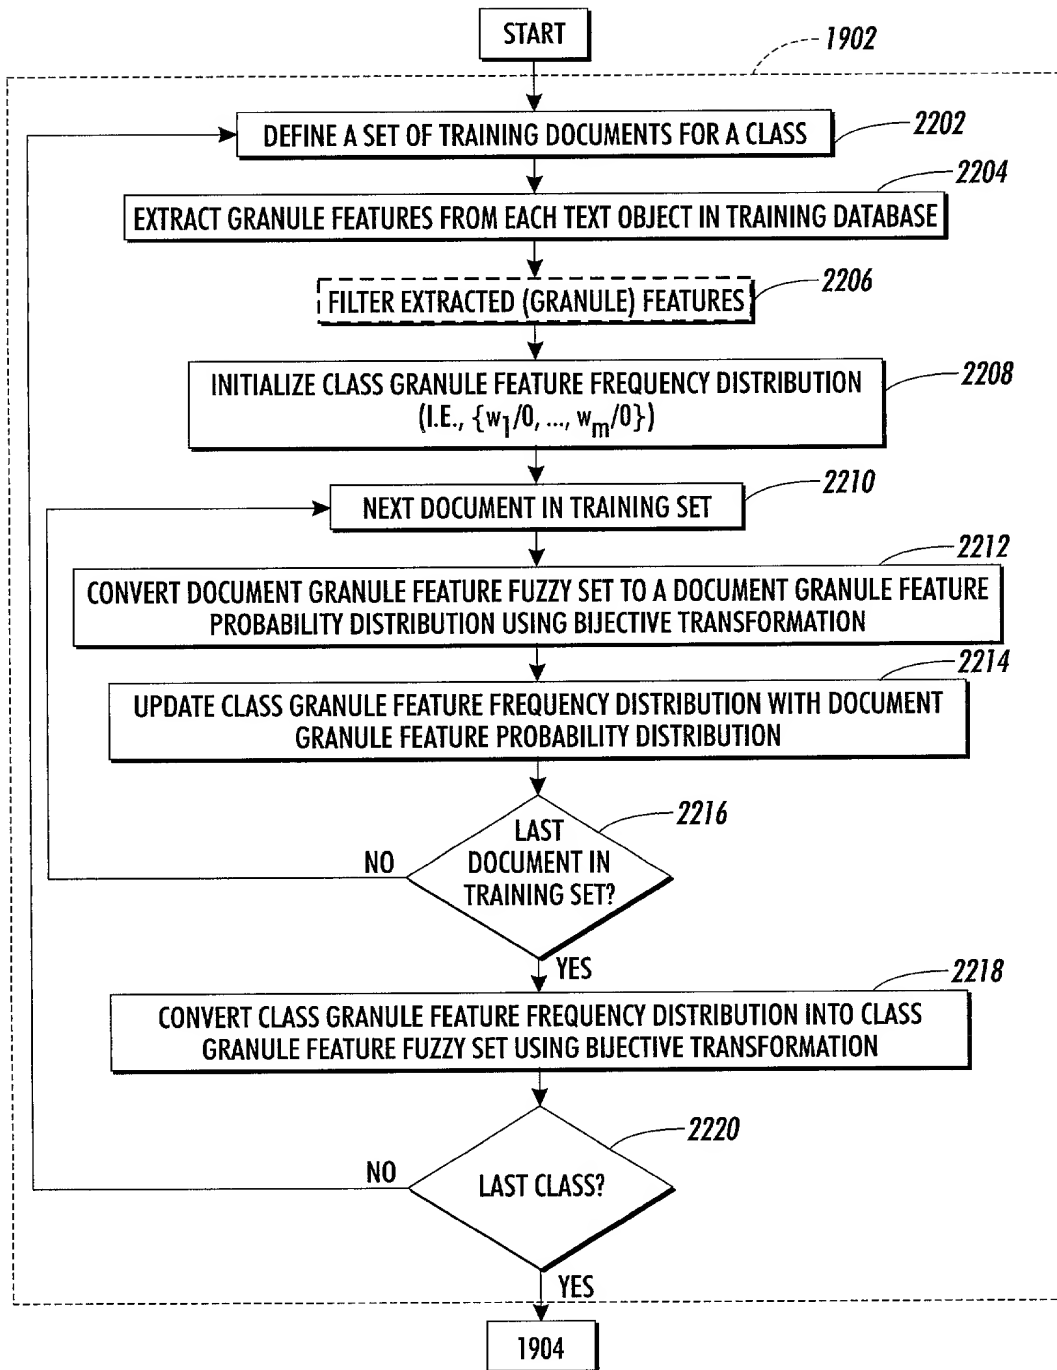 START
1902
DEFINE A SET OF TRAINING DOCUMENTS FOR A CLASS
2202
2204
EXTRACT GRANULE FEATURES FROM EACH TEXT OBJECT IN TRAINING DATABASE
2206
FILTER EXTRACTED (GRANULE) FEATURES
2208
INITIALIZE CLASS GRANULE FEATURE FREQUENCY DISTRIBUTION
(I.E., {w1/0, ..., wm/0})
2210
NEXT DOCUMENT IN TRAINING SET
2212
CONVERT DOCUMENT GRANULE FEATURE FUZZY SET TO A DOCUMENT GRANULE FEATURE
PROBABILITY DISTRIBUTION USING BIJECTIVE TRANSFORMATION
2214
UPDATE CLASS GRANULE FEATURE FREQUENCY DISTRIBUTION WITH DOCUMENT
GRANULE FEATURE PROBABILITY DISTRIBUTION
2216
LAST
DOCUMENT IN
TRAINING SET?
NO
YES
2218
CONVERT CLASS GRANULE FEATURE FREQUENCY DISTRIBUTION INTO CLASS
GRANULE FEATURE FUZZY SET USING BIJECTIVE TRANSFORMATION
2220
LAST CLASS?
NO
YES
1904